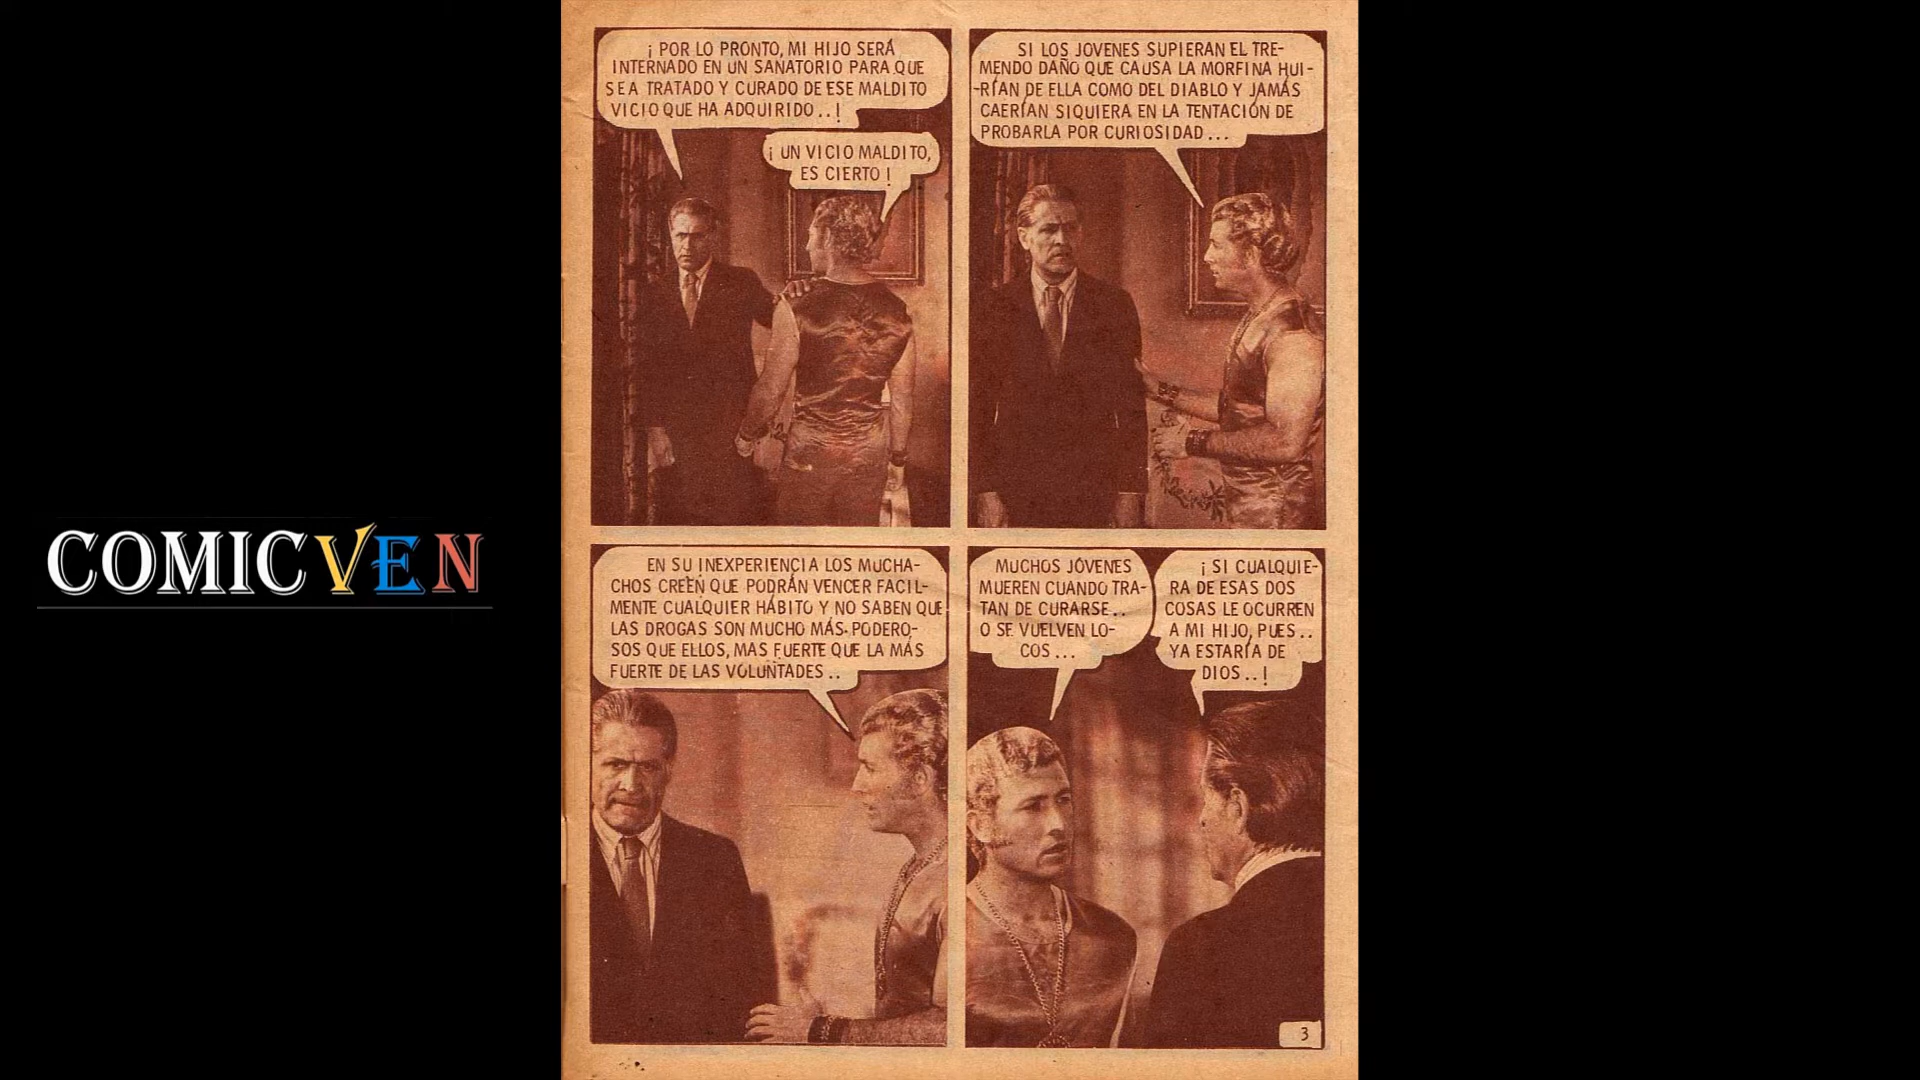 ¡POR LO PRONTO, MI HIJO SERÁ
INTERNADO EN UN SANATORIO PARA QUE
SEA TRATADO Y CURADO DE ESE MALDITO
VICIO QUE HA ADQUIRIDO..!
¡UN VICIO MALDITO,
ES CIERTO!
SI LOS JOVENES SUPIERAN EL TRE-
MENDO DAÑO QUE CAUSA LA MORFINA HUI-
-RÍAN DE ELLA COMO DEL DIABLO Y JAMÁS
CAERÍAN SIQUIERA EN LA TENTACIÓN DE
PROBARLA POR CURIOSIDAD...
EN SU INEXPERIENCIA LOS MUCHA-
CHOS CREEN QUE PODRÁN VENCER FACIL-
MENTE CUALQUIER HÁBITO Y NO SABEN QUE
LAS DROGAS SON MUCHO MÁS PODERO-
SOS QUE ELLOS, MAS FUERTE QUE LA MÁS
FUERTE DE LAS VOLUNTADES..
MUCHOS JÓVENES
MUEREN CUANDO TRA-
TAN DE CURARSE..
O SE VUELVEN LO-
COS...
¡SI CUALQUIE-
RA DE ESAS DOS
COSAS LE OCURREN
A MI HIJO, PUES..
YA ESTARÍA DE
DIOS..!
3
COMICVEN